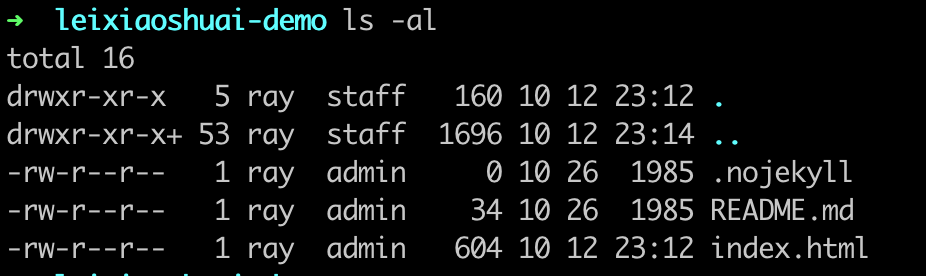 ➜  leixiaoshuai-demo ls -al
total 16
drwxr-xr-x   5 ray  staff   160 10 12 23:12 .
drwxr-xr-x+ 53 ray  staff  1696 10 12 23:14 ..
-rw-r--r--   1 ray  admin     0 10 26  1985 .nojekyll
-rw-r--r--   1 ray  admin    34 10 26  1985 README.md
-rw-r--r--   1 ray  admin   604 10 12 23:12 index.html